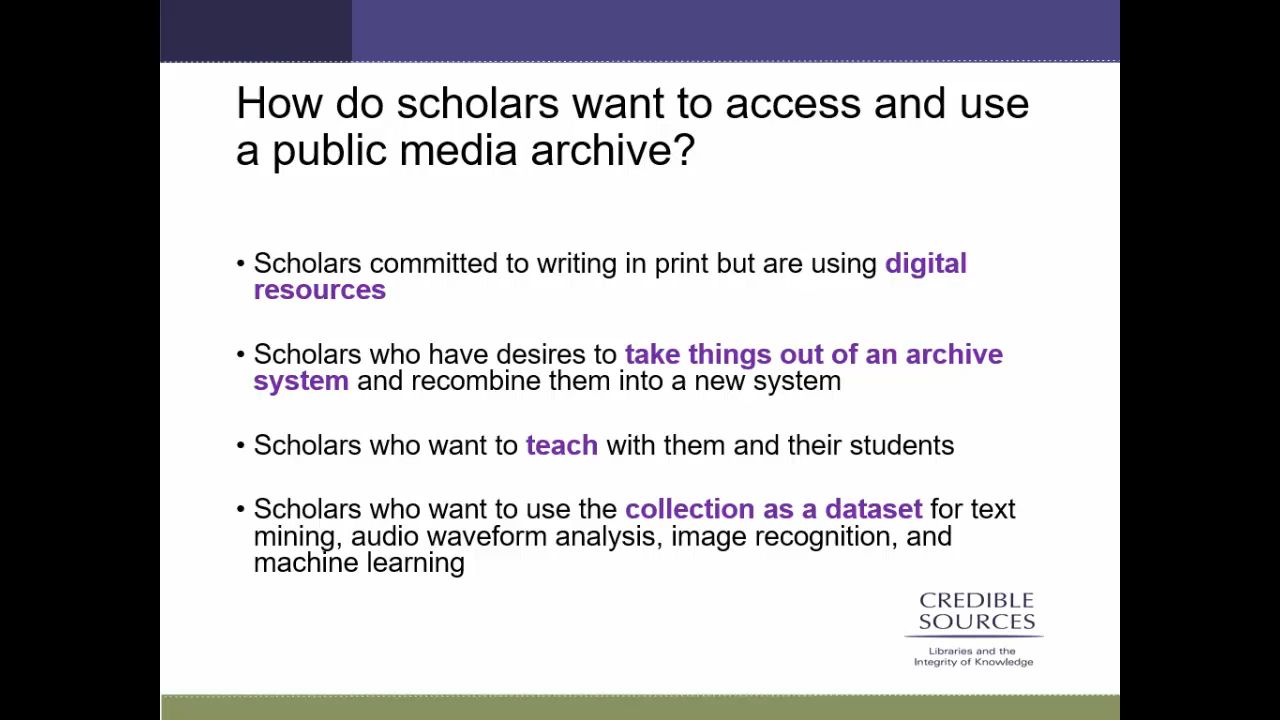 How do scholars want to access and use
a public media archive?
• Scholars committed to writing in print but are using digital
resources
• Scholars who have desires to take things out of an archive
system and recombine them into a new system
• Scholars who want to teach with them and their students
• Scholars who want to use the collection as a dataset for text
mining, audio waveform analysis, image recognition, and
machine learning
CREDIBLE
SOURCES
Libraries and the
Integrity of Knowledge